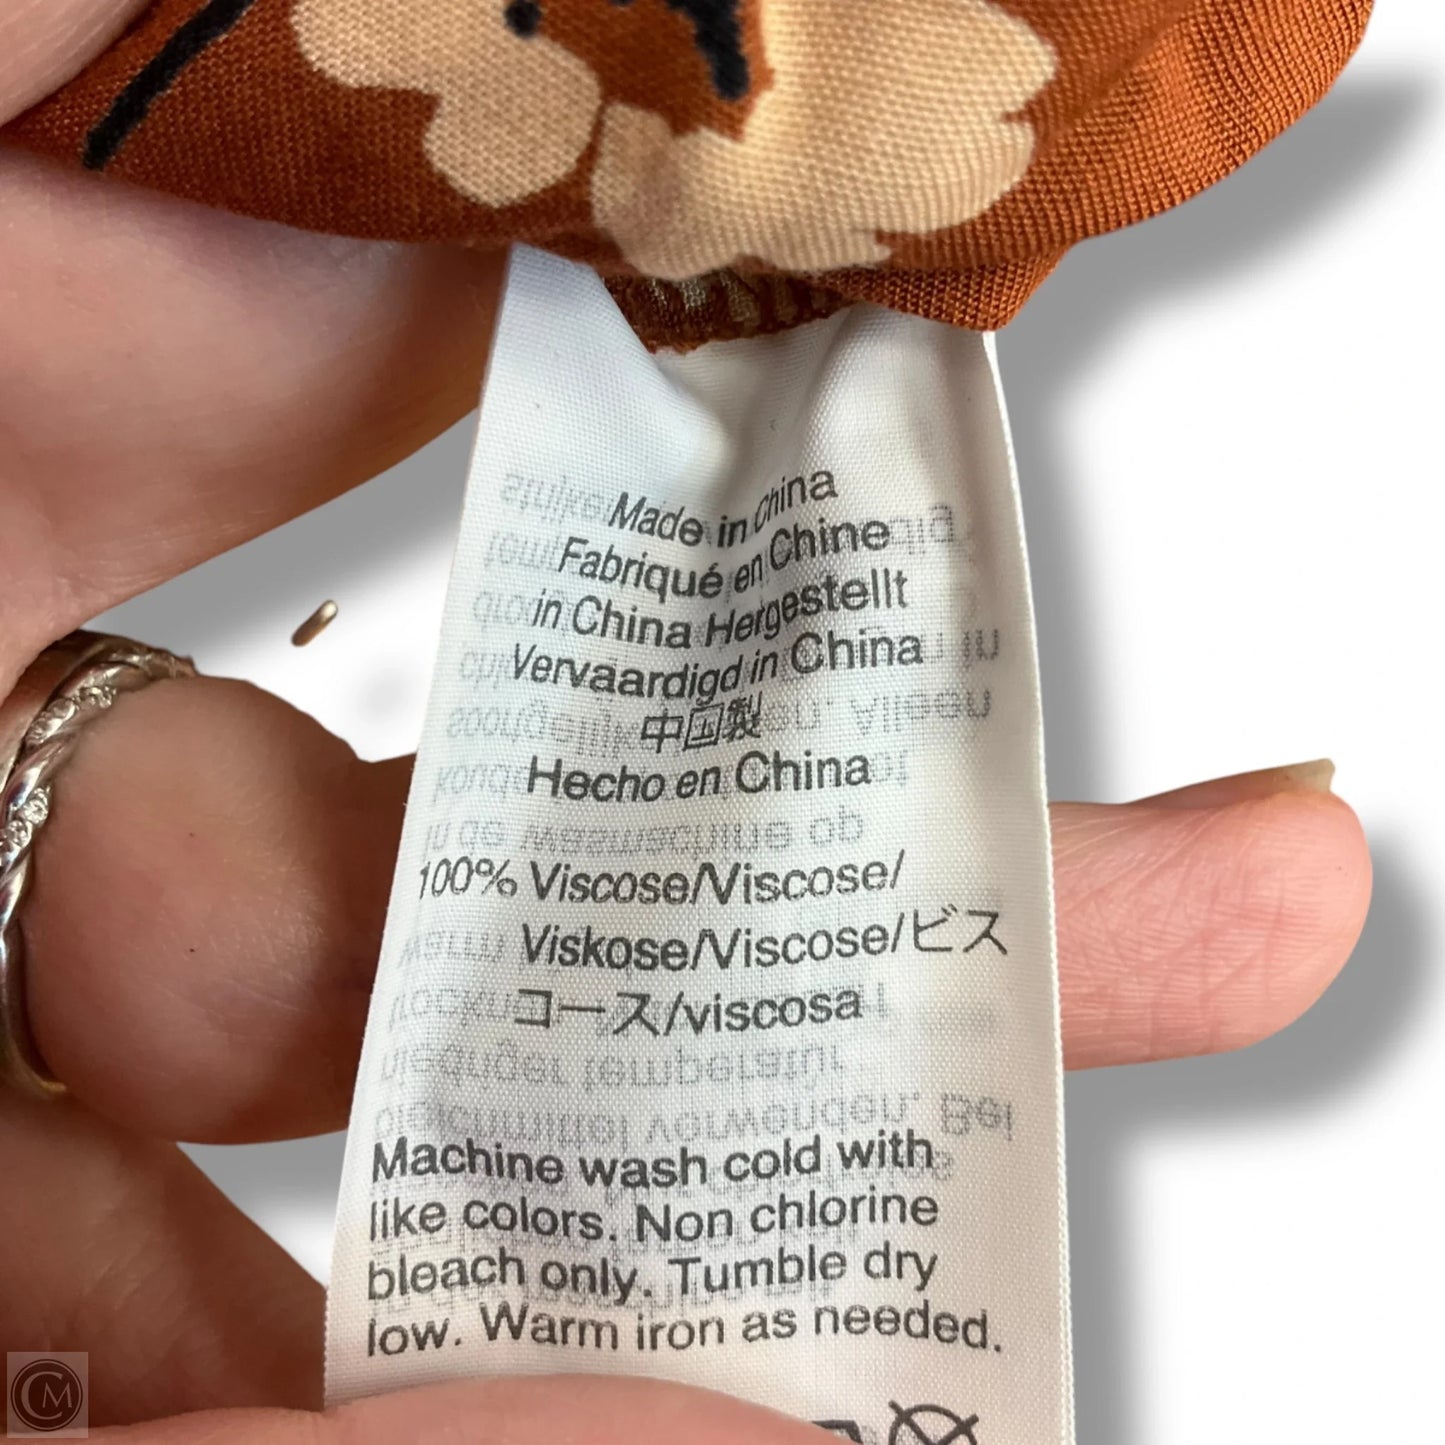 Made in China
Fabriqué en Chine
in China Hergestellt
Vervaardigd in China
中国製
Hecho en China
100% Viscose/Viscose/
Viskose/Viscose/ビス
コース/viscosa
Machine wash cold with
like colors. Non chlorine
bleach only. Tumble dry
low. Warm iron as needed.
CM